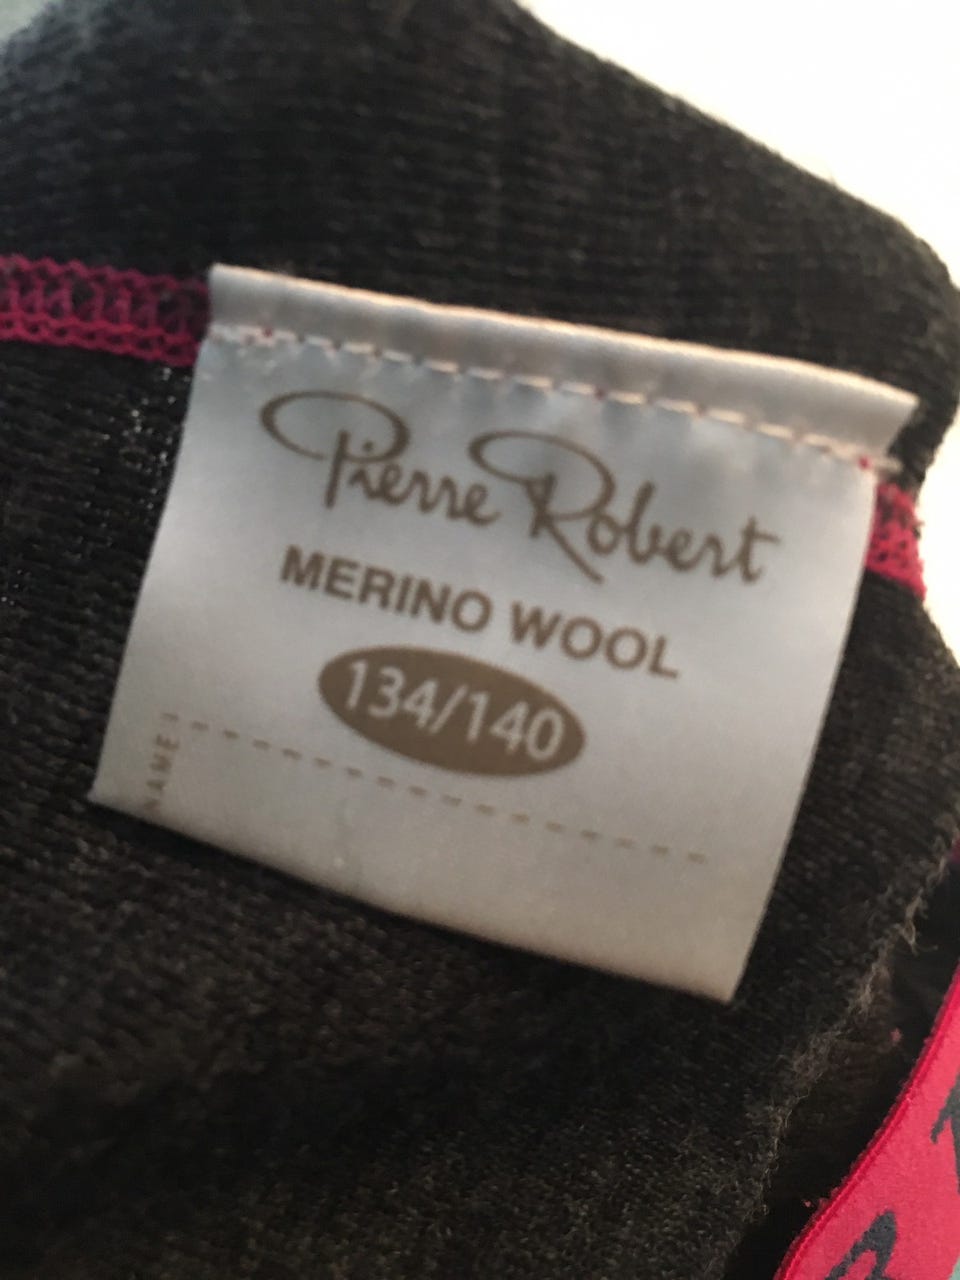 Pierre Robert
MERINO WOOL
134/140
NAME: